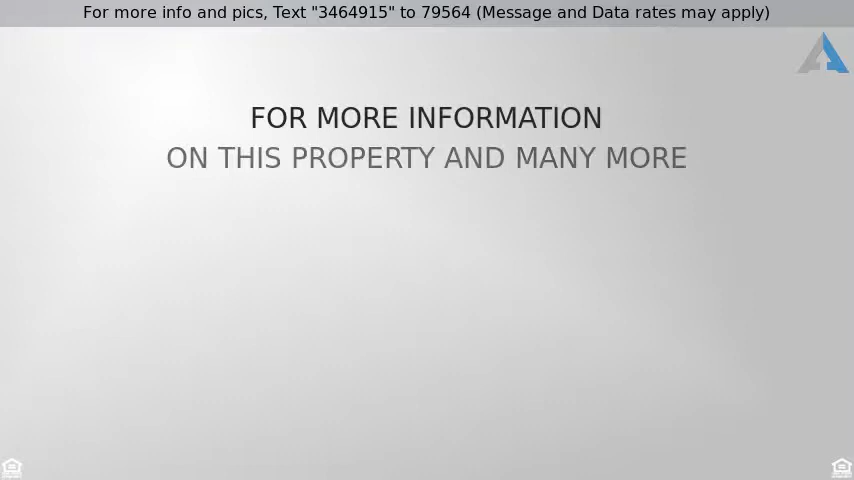 For more info and pics, Text "3464915" to 79564 (Message and Data rates may apply)
FOR MORE INFORMATION
ON THIS PROPERTY AND MANY MORE